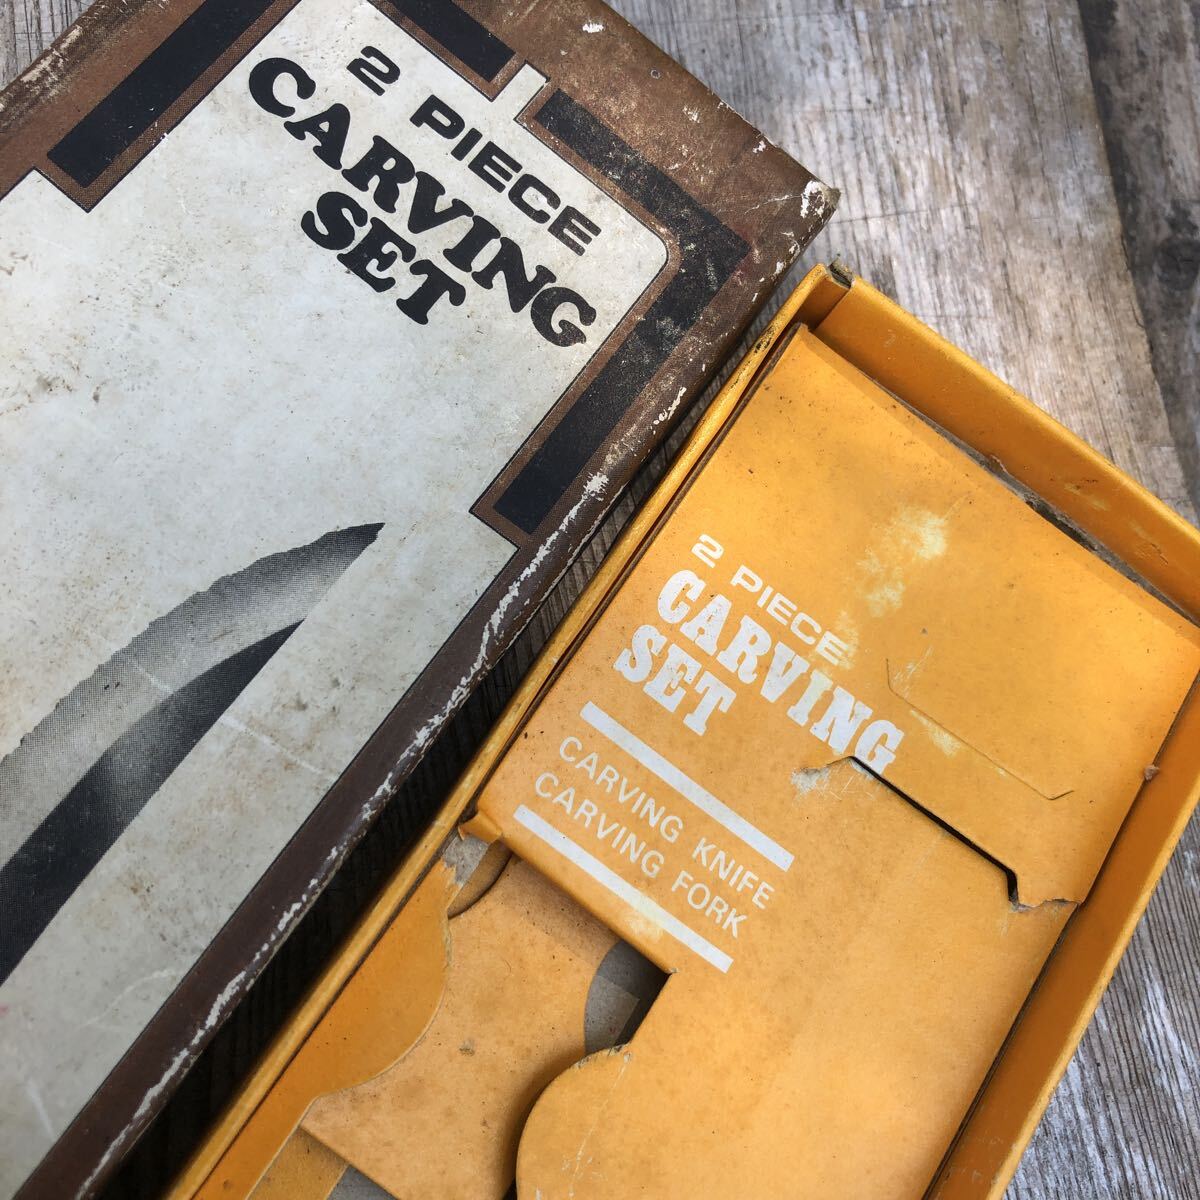 2 PIECE
CARVING
SET
2 PIECE
CARVING
SET
CARVING KNIFE
CARVING FORK